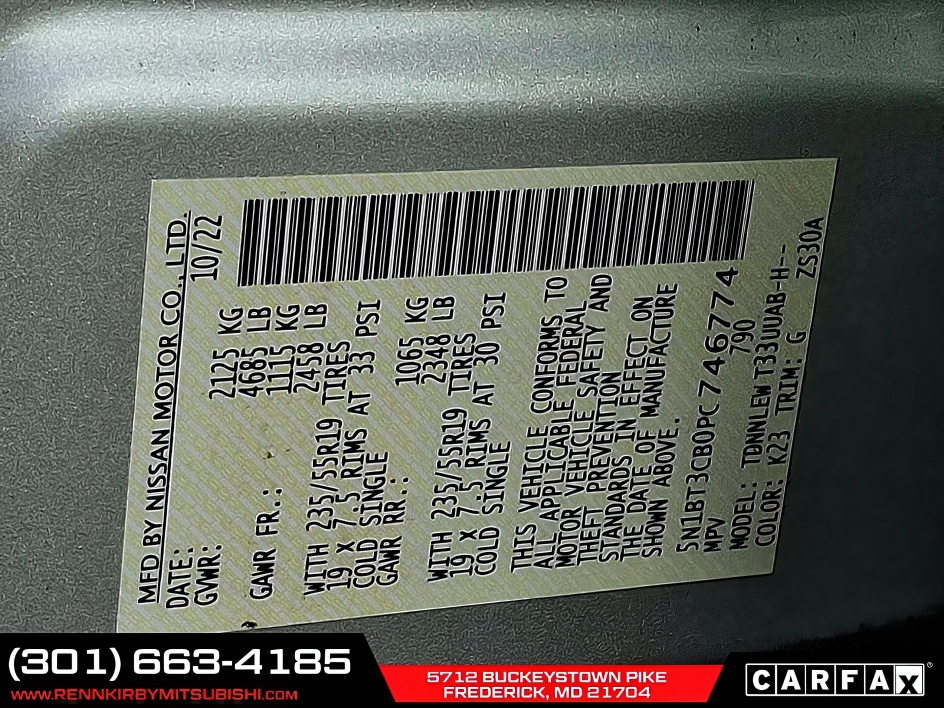 MFD BY NISSAN MOTOR CO., LTD.
DATE: 10/22
GVWR: 2125 KG
4685 LB
GAWR FR.: 1115 KG
2458 LB
WITH 235/55R19 TIRES
19 X 7.5 RIMS AT 33 PSI
COLD SINGLE
GAWR RR.: 1065 KG
2348 LB
WITH 235/55R19 TIRES
19 X 7.5 RIMS AT 30 PSI
COLD SINGLE
THIS VEHICLE CONFORMS TO
ALL APPLICABLE FEDERAL
MOTOR VEHICLE SAFETY AND
THEFT PREVENTION
STANDARDS IN EFFECT ON
THE DATE OF MANUFACTURE
SHOWN ABOVE.
5N1BT3CB0PC746774
MPV 790
MODEL: TDNNLEW T33UUAB-H--
COLOR: K23 TRIM: G ZS30A
(301) 663-4185
WWW.RENNKIRBYMITSUBISHI.COM
5712 BUCKEYSTOWN PIKE
FREDERICK, MD 21704
CARFAX